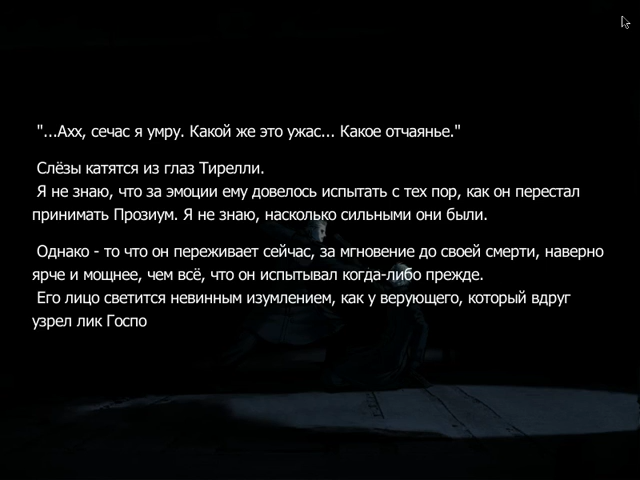 "...Ахх, сечас я умру. Какой же это ужас... Какое отчаянье."
Слёзы катятся из глаз Тирелли.
Я не знаю, что за эмоции ему довелось испытать с тех пор, как он перестал
принимать Прозиум. Я не знаю, насколько сильными они были.
Однако - то что он переживает сейчас, за мгновение до своей смерти, наверно
ярче и мощнее, чем всё, что он испытывал когда-либо прежде.
Его лицо светится невинным изумлением, как у верующего, который вдруг
узрел лик Госпо